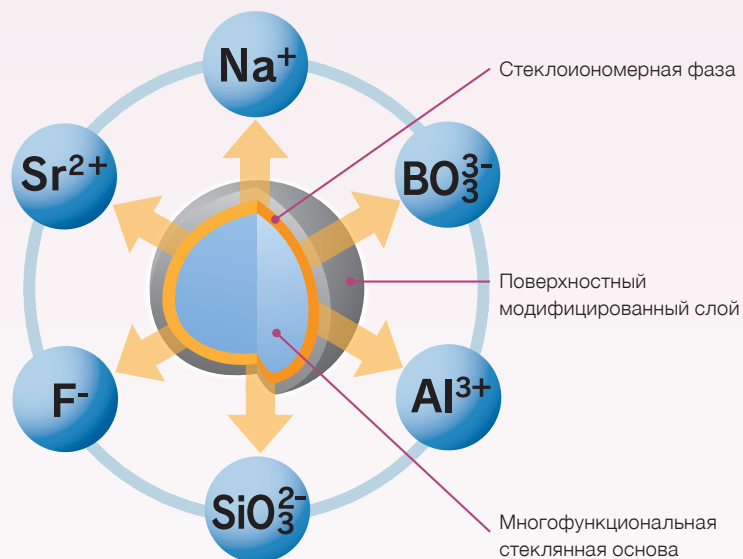 Na⁺
Стеклоиономерная фаза
Sr²⁺
BO₃³⁻
Поверхностный
модифицированный слой
F⁻
Al³⁺
SiO₃²⁻
Многофункциональная
стеклянная основа